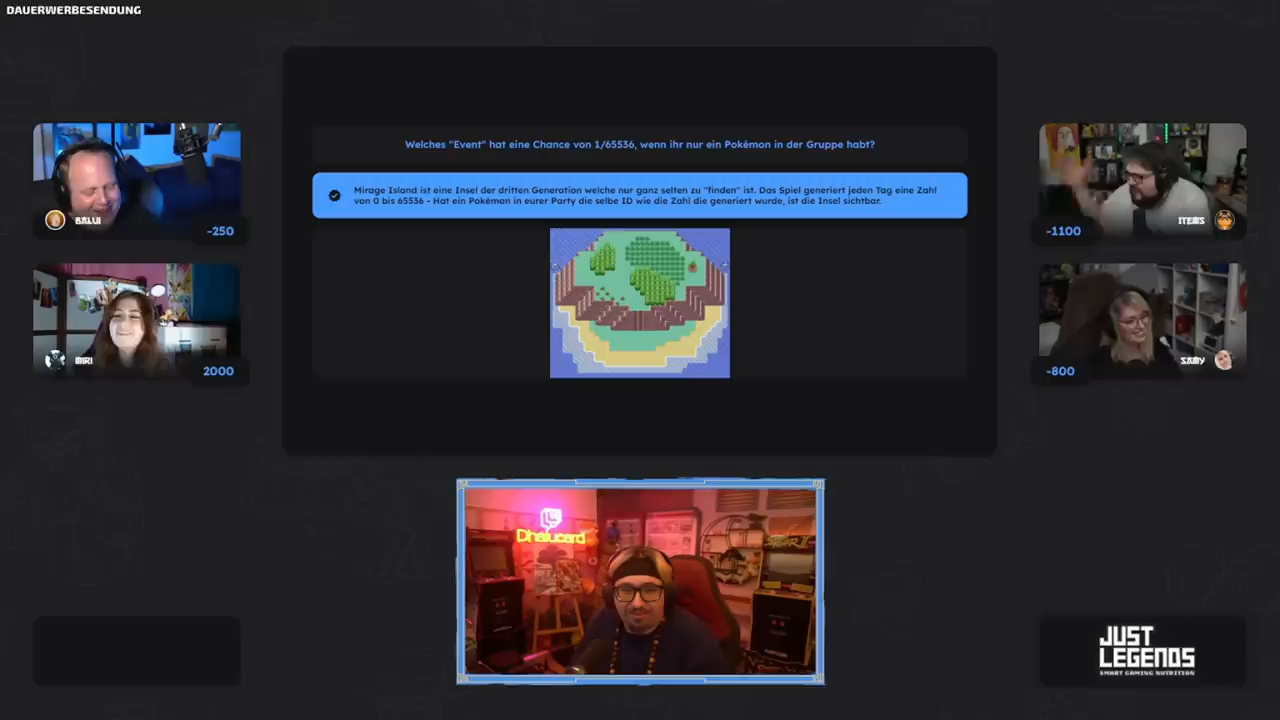 DAUERWERBESENDUNG
Welches "Event" hat eine Chance von 1/65536, wenn ihr nur ein Pokémon in der Gruppe habt?
Mirage Island ist eine Insel der dritten Generation welche nur ganz selten zu "finden" ist. Das Spiel generiert jeden Tag eine Zahl
von 0 bis 65536 - Hat ein Pokémon in eurer Party die selbe ID wie die Zahl die generiert wurde, ist die Insel sichtbar.
BALUI
-250
ITEMS
-1100
BIRI
2000
SAMY
-800
Dhalucard
JUST
LEGENDS
SMART GAMING NUTRITION